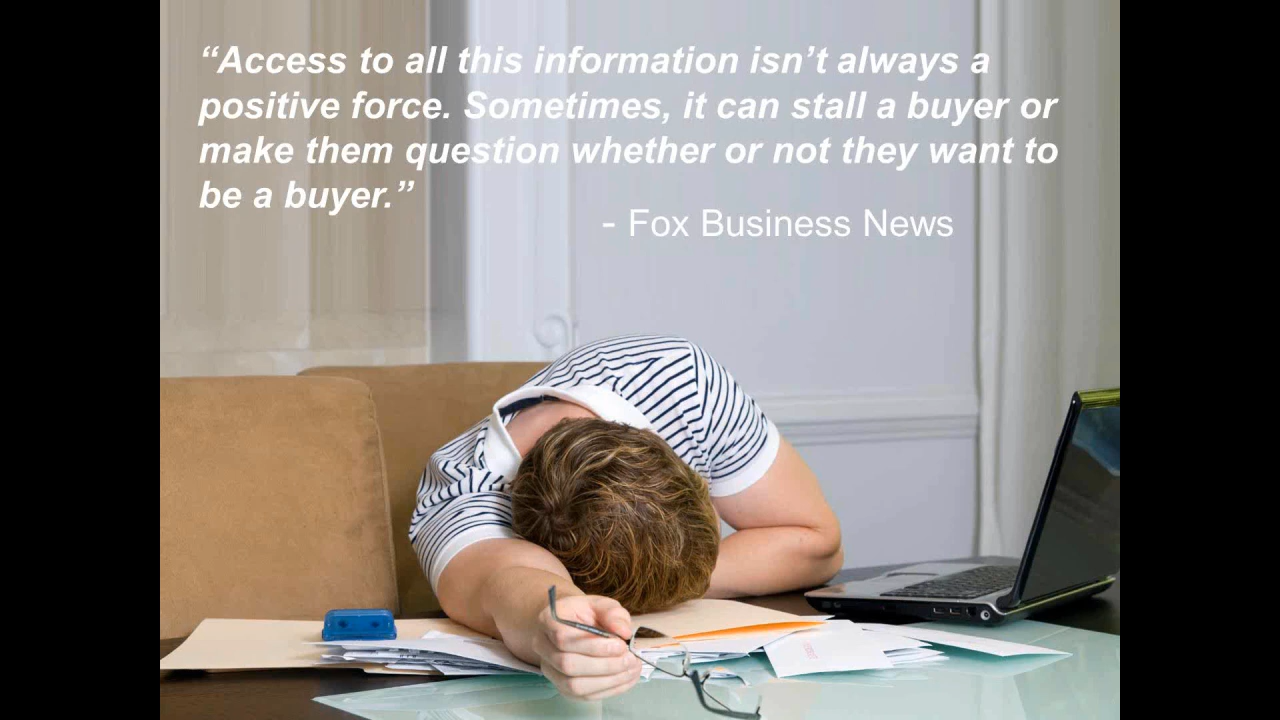 “Access to all this information isn’t always a
positive force. Sometimes, it can stall a buyer or
make them question whether or not they want to
be a buyer.”
- Fox Business News